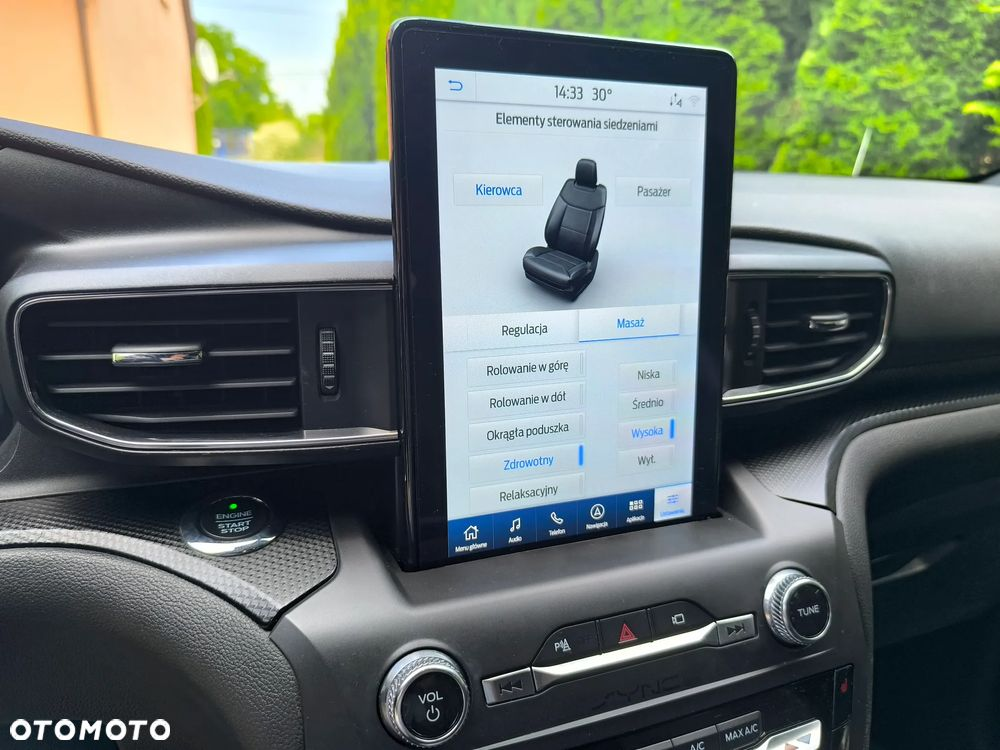 14:33 30°
Elementy sterowania siedzeniami
Kierowca
Pasażer
Regulacja
Masaż
Rolowanie w górę
Niska
Rolowanie w dół
Średnio
Okrągła poduszka
Wysoka
Zdrowotny
Wył.
Relaksacyjny
Menu główne
Audio
Telefon
Nawigacja
Aplikacje
Ustawienia
ENGINE
START
STOP
TUNE
VOL
SYNC
A/C
MAX A/C
OTOMOTO